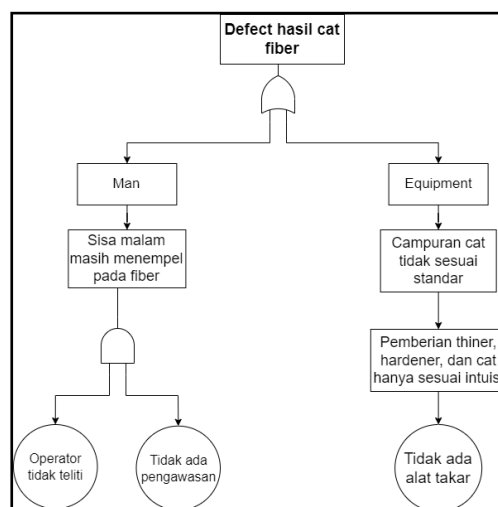 Defect hasil cat
fiber
Man
Equipment
Sisa malam
masih menempel
pada fiber
Campuran cat
tidak sesuai
standar
Pemberian thiner,
hardener, dan cat
hanya sesuai intuis
Operator
tidak teliti
Tidak ada
pengawasan
Tidak ada
alat takar